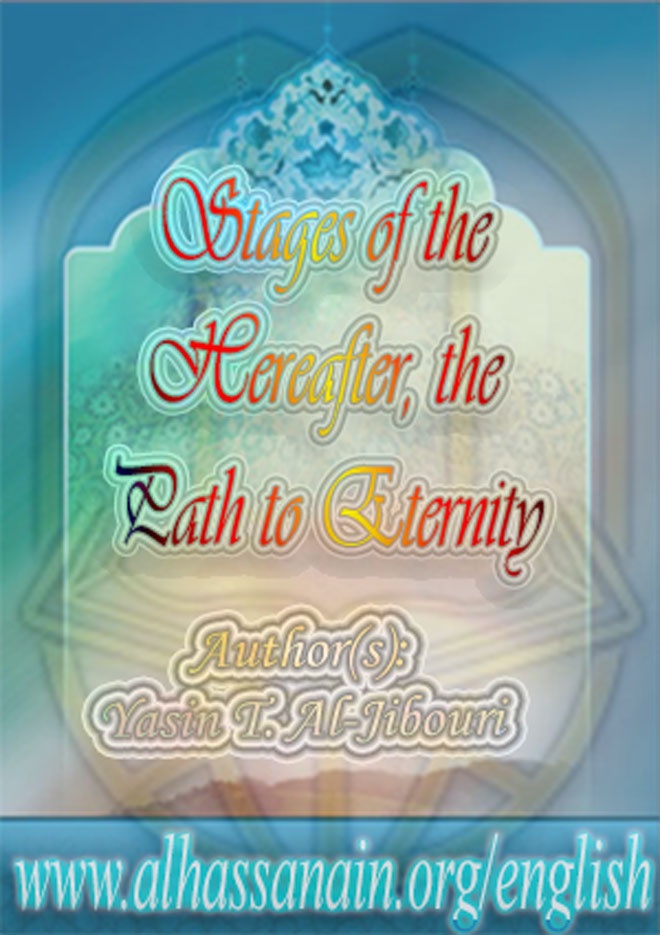 Stages of the
Hereafter, the
Path to Eternity
Author(s):
Yasin T. Al-Jibouri
www.alhassanain.org/english